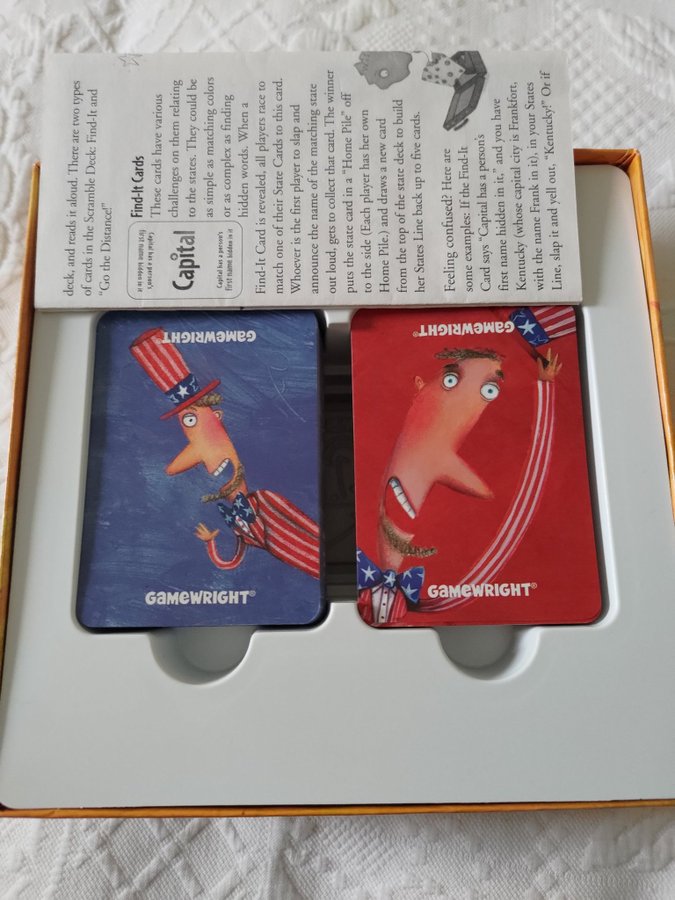 deck, and reads it aloud. There are two types
of cards in the Scramble Deck: Find-It and
"Go the Distance!"
Find-It Cards
These cards have various
challenges on them relating
to the states. They could be
as simple as matching colors
or as complex as finding
hidden words. When a
Find-It Card is revealed, all players race to
match one of their State Cards to this card.
Whoever is the first player to slap and
announce the name of the matching state
out loud, gets to collect that card. The winner
puts the state card in a "Home Pile" off
to the side (Each player has her own
Home Pile.) and draws a new card
from the top of the state deck to build
her States Line back up to five cards.
Capital has a person's
first name hidden in it
Capital
Capital has a person's
first name hidden in it
Feeling confused? Here are
some examples: If the Find-It
Card says "Capital has a person's
first name hidden in it," and you have
Kentucky (whose capital city is Frankfort,
with the name Frank in it), in your States
Line, slap it and yell out, "Kentucky!" Or if
GAMEWRIGHT
GAMEWRIGHT®
GAMEWRIGHT
GAMEWRIGHT®